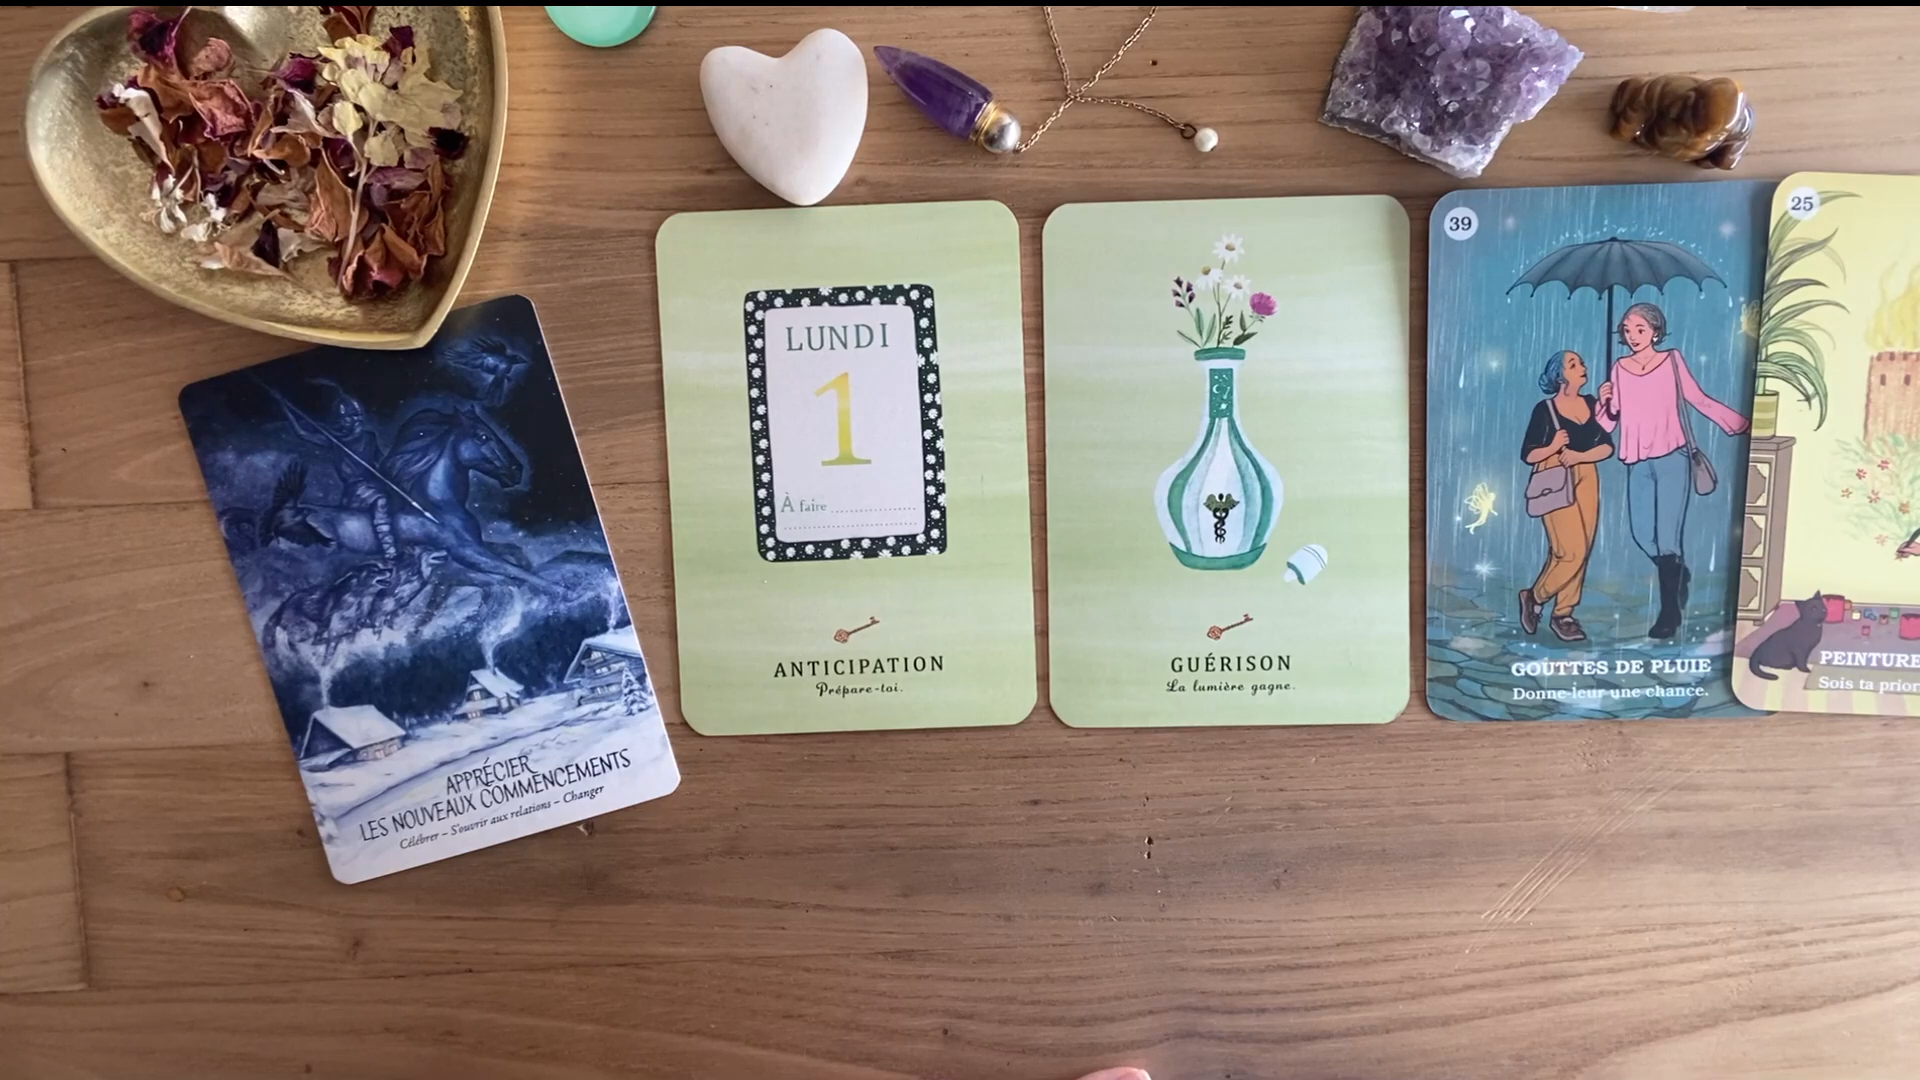 APPRÉCIER
LES NOUVEAUX COMMENCEMENTS
Célébrer – S'ouvrir aux relations – Changer
LUNDI
1
À faire
ANTICIPATION
Prépare-toi.
GUÉRISON
La lumière gagne.
39
GOUTTES DE PLUIE
Donne-leur une chance.
25
PEINTURE
Sois ta prior